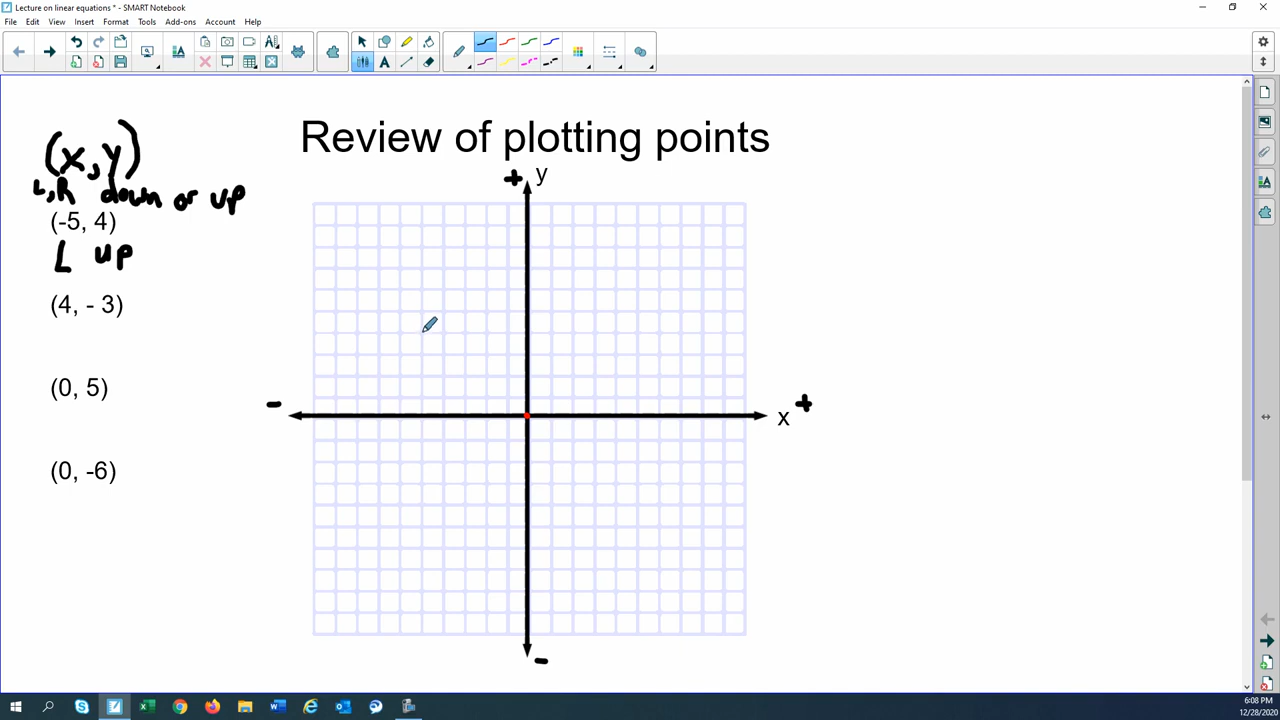 Lecture on linear equations * - SMART Notebook
File Edit View Insert Format Tools Add-ons Account Help
Review of plotting points
(x,y)
L,R down or up
(-5, 4)
L up
(4, - 3)
(0, 5)
(0, -6)
+ y
- x +
-
6:08 PM
12/28/2020